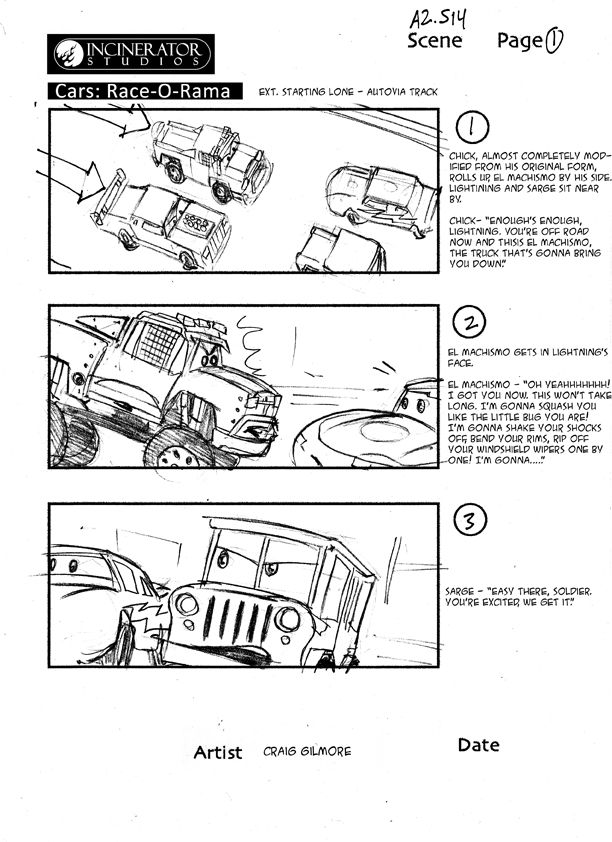 A2.S14
Scene Page 1
INCINERATOR
STUDIOS
Cars: Race-O-Rama
EXT. STARTING LONE - AUTOVIA TRACK
1
CHICK, ALMOST COMPLETELY MOD-
IFIED FROM HIS ORIGINAL FORM,
ROLLS UP, EL MACHISMO BY HIS SIDE.
LIGHTINING AND SARGE SIT NEAR
BY.
CHICK- "ENOUGH'S ENOUGH,
LIGHTNING. YOU'RE OFF ROAD
NOW AND THISIS EL MACHISMO,
THE TRUCK THAT'S GONNA BRING
YOU DOWN."
2
EL MACHISMO GETS IN LIGHTNING'S
FACE.
EL MACHISMO - "OH YEAHHHHHHH!
I GOT YOU NOW. THIS WON'T TAKE
LONG. I'M GONNA SQUASH YOU
LIKE THE LITTLE BUG YOU ARE!
I'M GONNA SHAKE YOUR SHOCKS
OFF, BEND YOUR RIMS, RIP OFF
YOUR WINDSHIELD WIPERS ONE BY
ONE! I'M GONNA....."
3
SARGE - "EASY THERE, SOLDIER.
YOU'RE EXCITED, WE GET IT."
Artist CRAIG GILMORE
Date